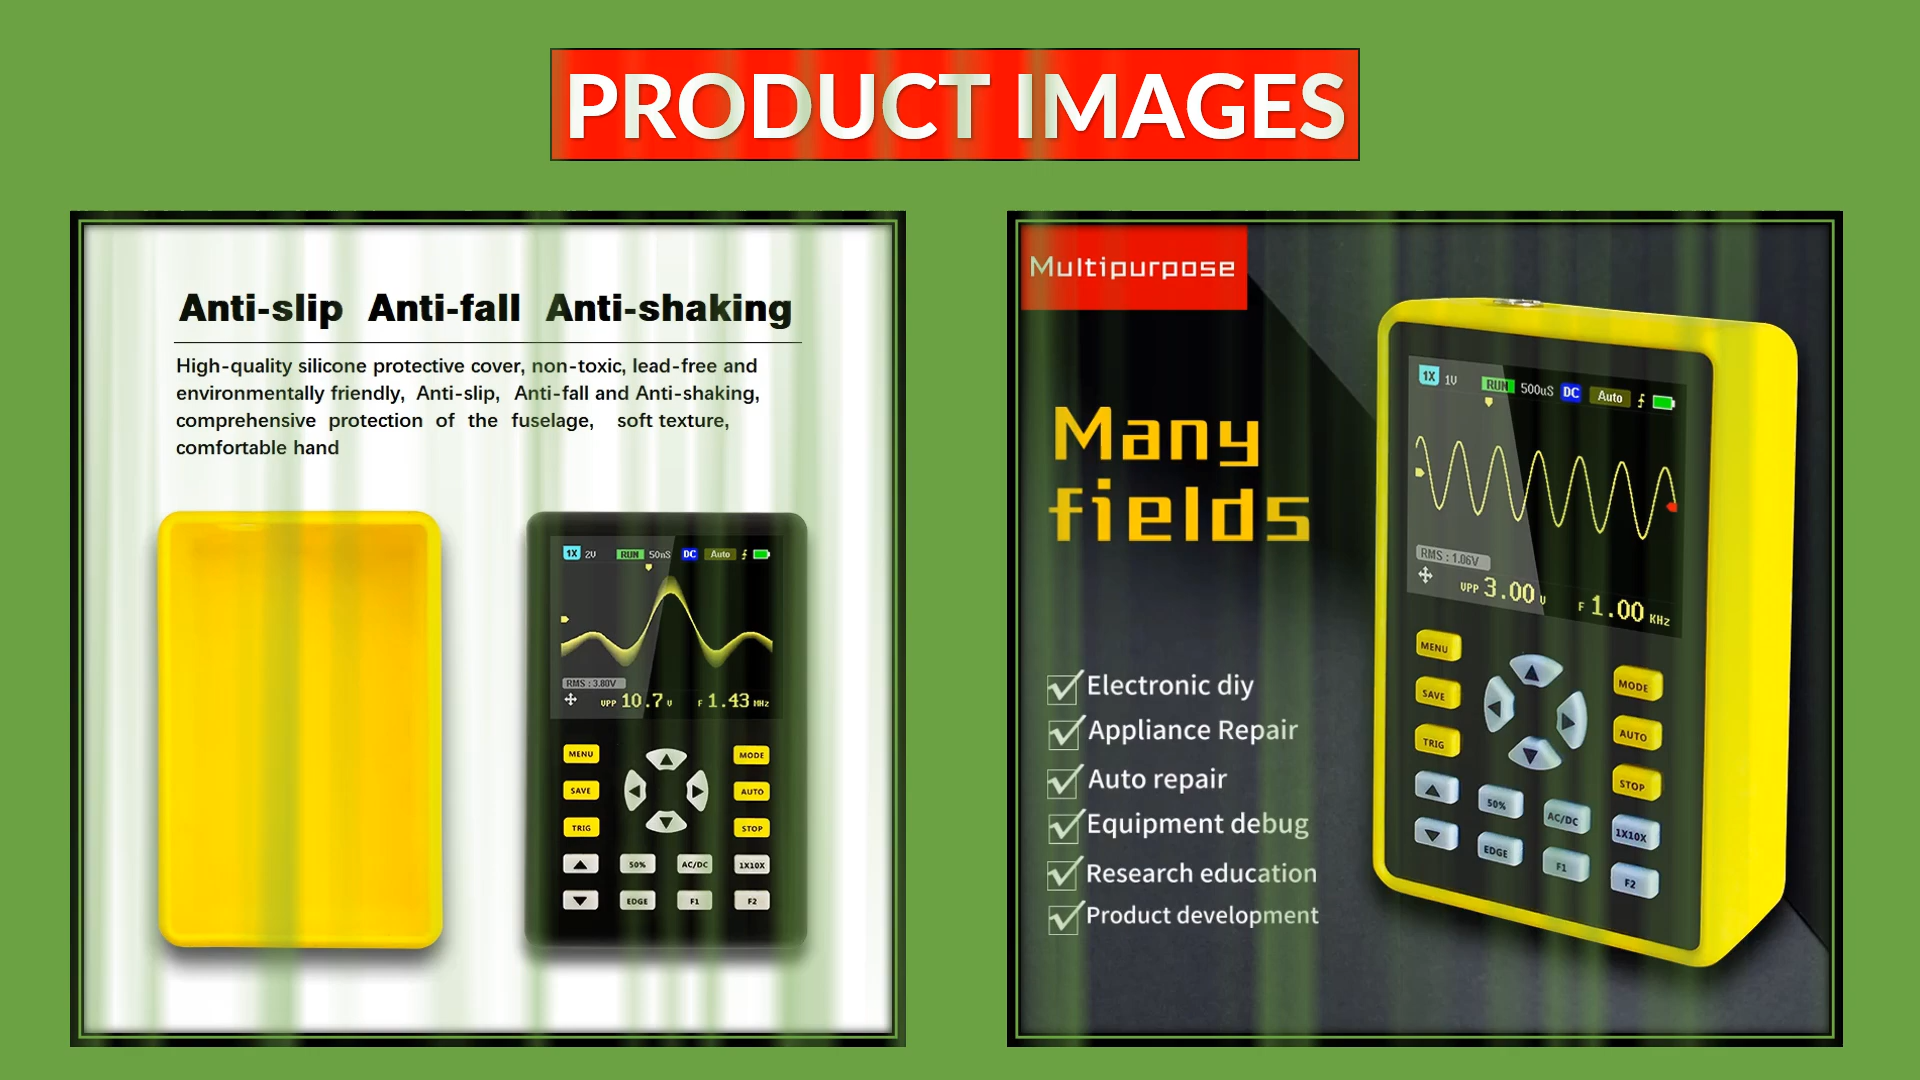 PRODUCT IMAGES
Anti-slip Anti-fall Anti-shaking
High-quality silicone protective cover, non-toxic, lead-free and
environmentally friendly, Anti-slip, Anti-fall and Anti-shaking,
comprehensive protection of the fuselage, soft texture,
comfortable hand
1X 2V RUN 50nS DC Auto
RMS : 3.80V
VPP 10.7 V F 1.43 MHz
MENU MODE
SAVE AUTO
TRIG STOP
50% AC/DC 1X10X
EDGE F1 F2
Multipurpose
Many
fields
Electronic diy
Appliance Repair
Auto repair
Equipment debug
Research education
Product development
1X 1V RUN 500uS DC Auto
RMS : 1.06V
VPP 3.00 V F 1.00 KHz
MENU MODE
SAVE AUTO
TRIG STOP
50% AC/DC 1X10X
EDGE F1 F2